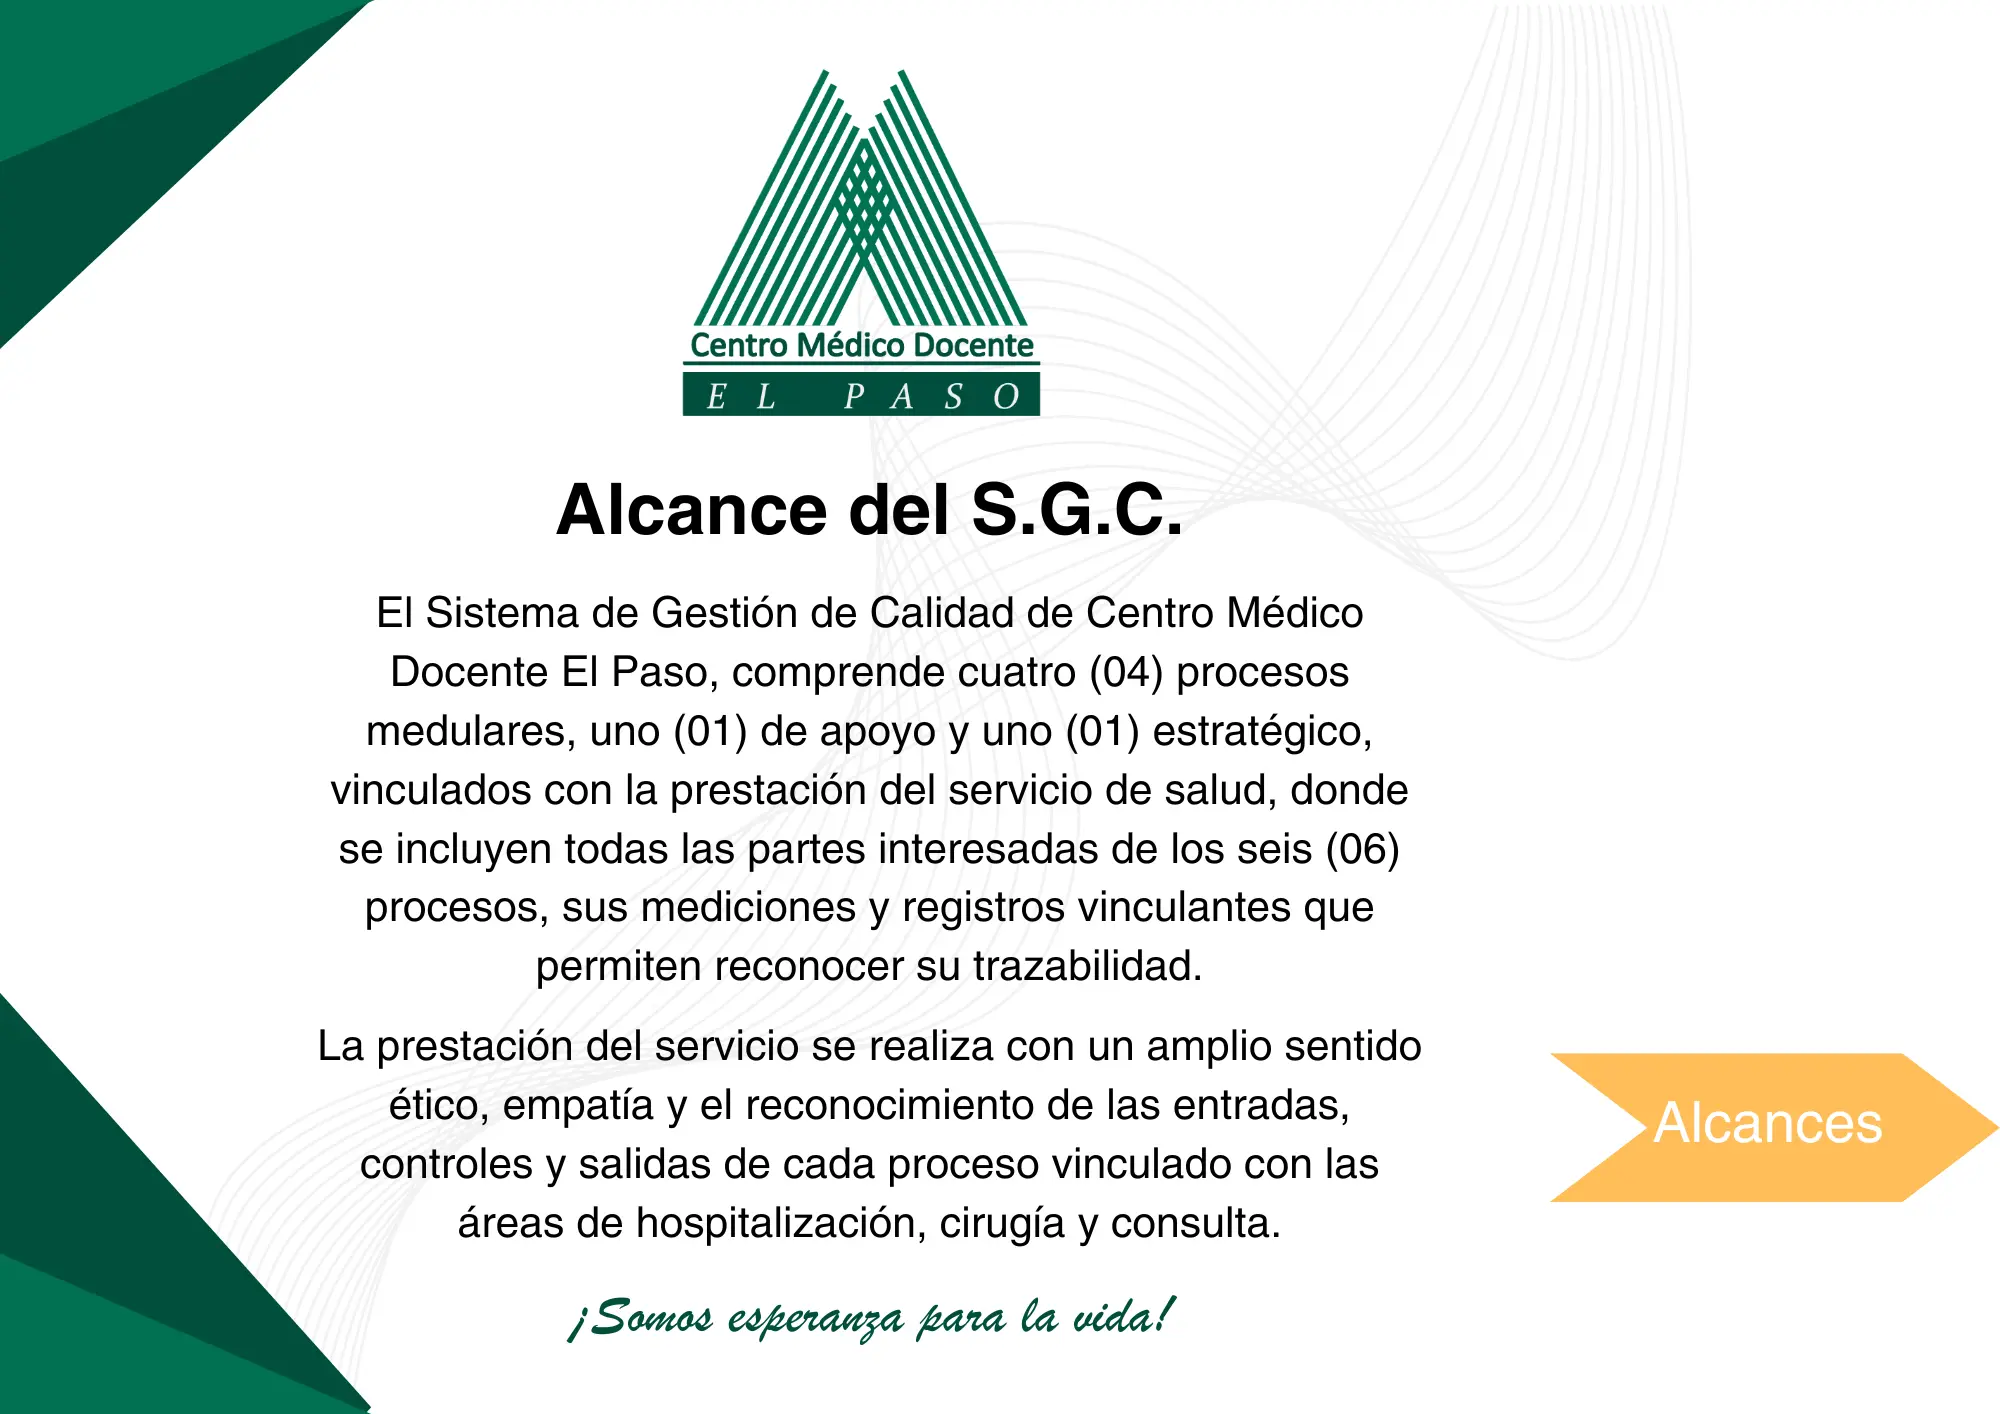 Centro Médico Docente
EL PASO
Alcance del S.G.C.
El Sistema de Gestión de Calidad de Centro Médico
Docente El Paso, comprende cuatro (04) procesos
medulares, uno (01) de apoyo y uno (01) estratégico,
vinculados con la prestación del servicio de salud, donde
se incluyen todas las partes interesadas de los seis (06)
procesos, sus mediciones y registros vinculantes que
permiten reconocer su trazabilidad.
La prestación del servicio se realiza con un amplio sentido
ético, empatía y el reconocimiento de las entradas,
controles y salidas de cada proceso vinculado con las
áreas de hospitalización, cirugía y consulta.
Alcances
¡Somos esperanza para la vida!